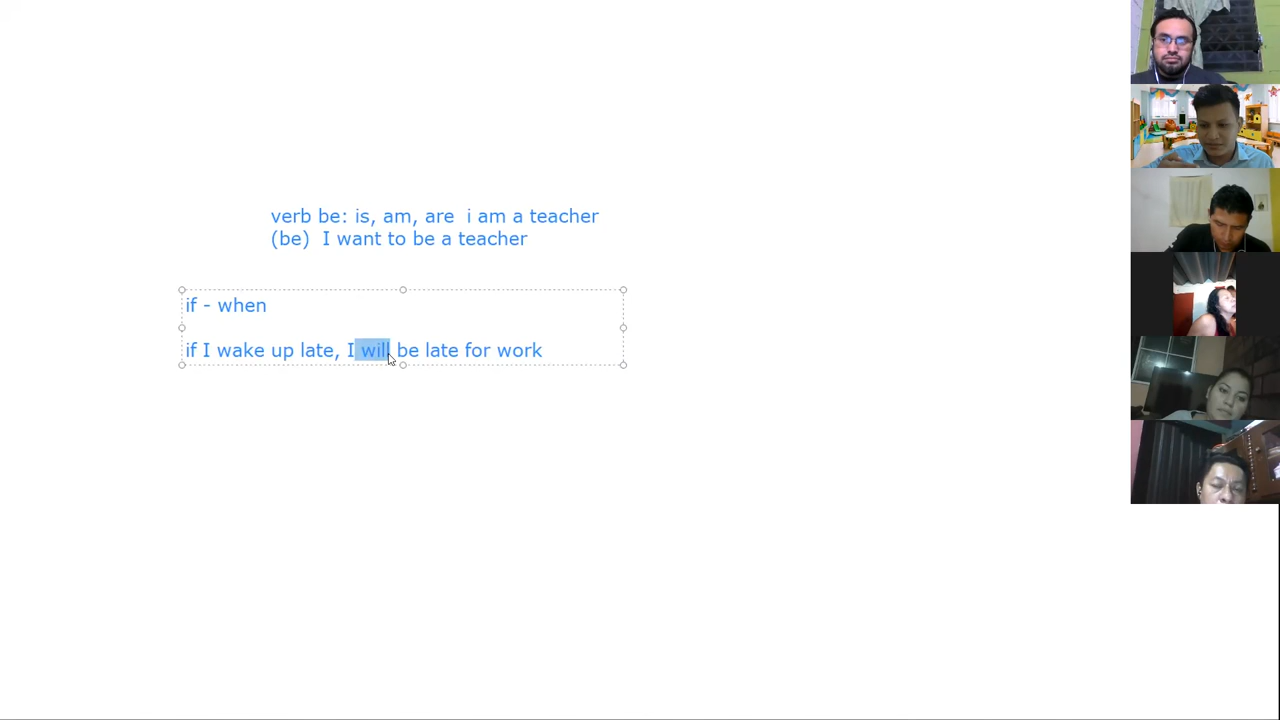 verb be: is, am, are  i am a teacher
(be)  I want to be a teacher
if - when
if I wake up late, I will be late for work